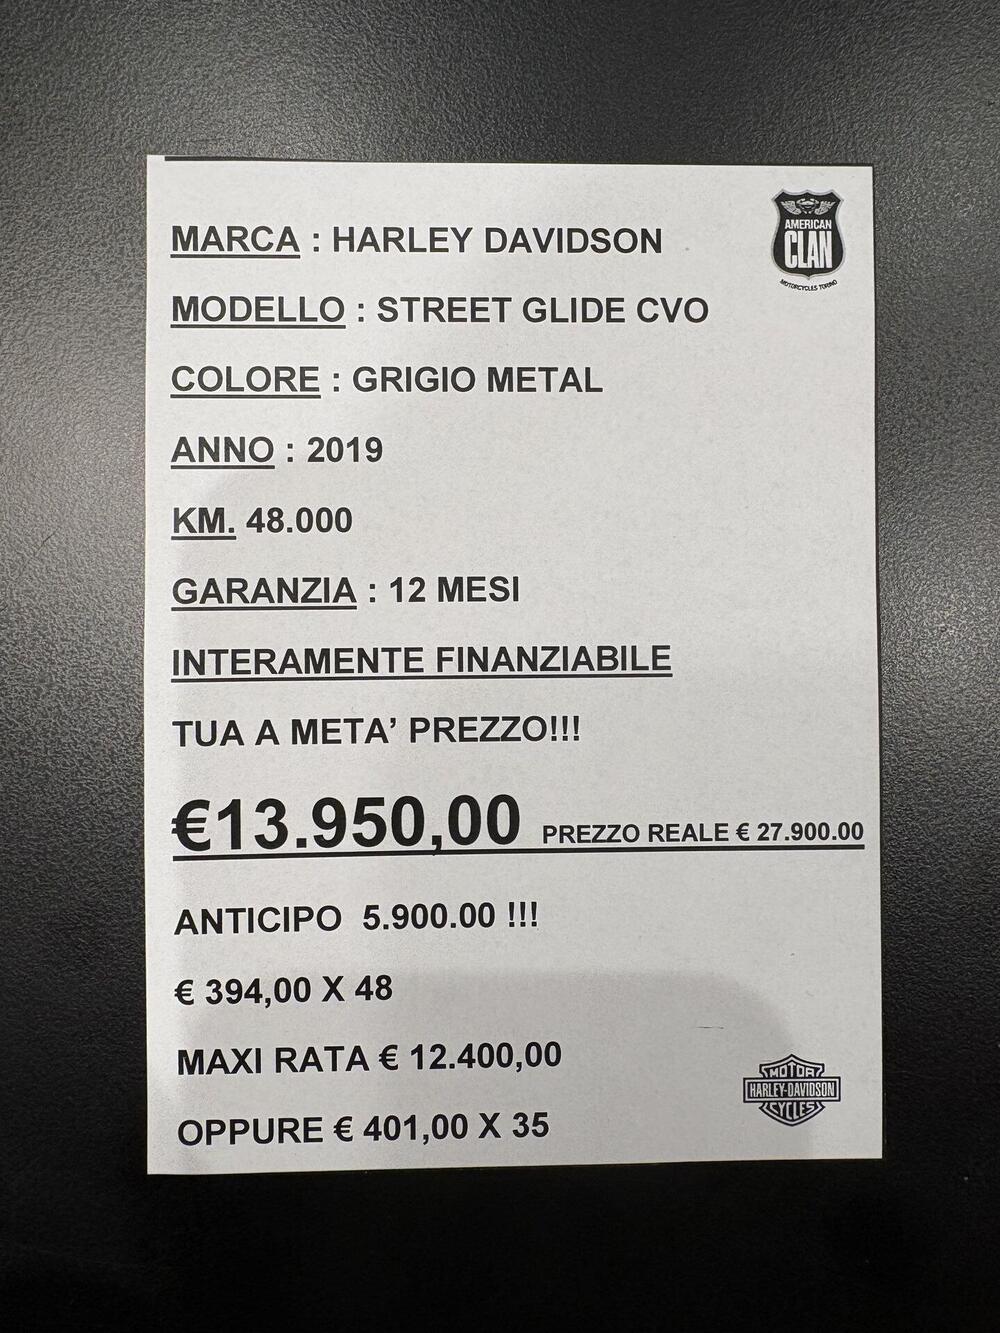 AMERICAN
CLAN
MOTORCYCLES TORINO
MARCA : HARLEY DAVIDSON
MODELLO : STREET GLIDE CVO
COLORE : GRIGIO METAL
ANNO : 2019
KM. 48.000
GARANZIA : 12 MESI
INTERAMENTE FINANZIABILE
TUA A META’ PREZZO!!!
€13.950,00 PREZZO REALE € 27.900.00
ANTICIPO 5.900.00 !!!
€ 394,00 X 48
MAXI RATA € 12.400,00
OPPURE € 401,00 X 35
MOTOR
HARLEY-DAVIDSON
CYCLES